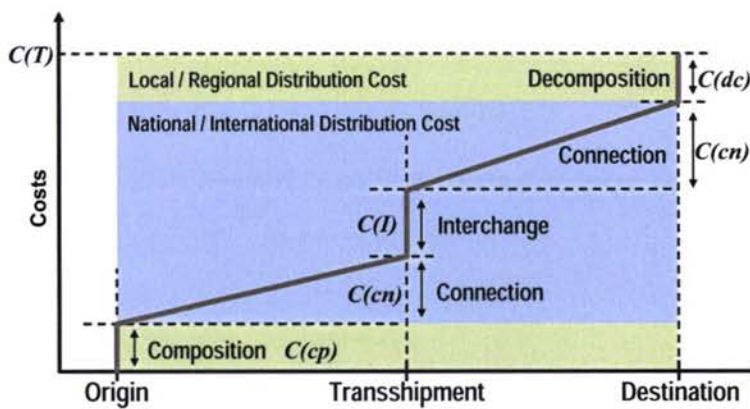 C(T)
Local / Regional Distribution Cost
Decomposition
C(dc)
National / International Distribution Cost
Connection
C(cn)
Costs
C(I)
Interchange
C(cn)
Connection
Composition C(cp)
Origin
Transshipment
Destination